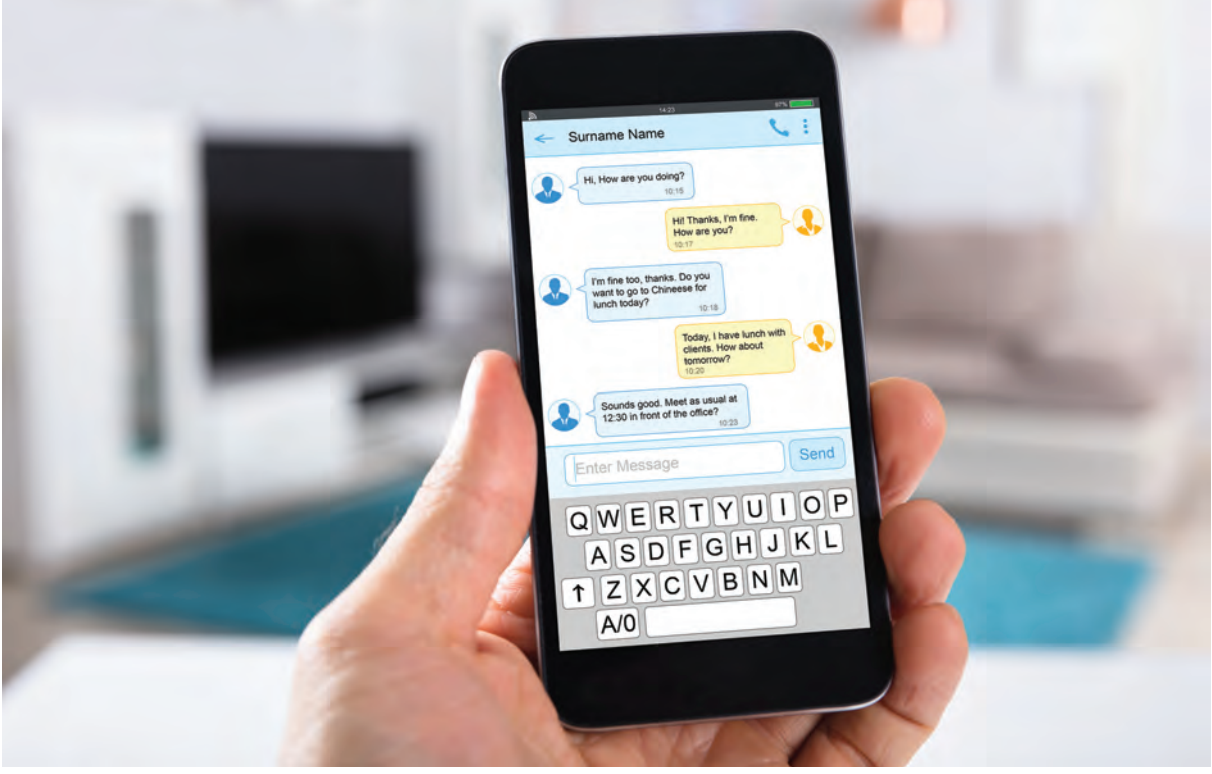 14:23
97%
Surname Name
Hi, How are you doing?
10:15
Hi! Thanks, I'm fine.
How are you?
10:17
I'm fine too, thanks. Do you
want to go to Chineese for
lunch today?
10:18
Today, I have lunch with
clients. How about
tomorrow?
10:20
Sounds good. Meet as usual at
12:30 in front of the office?
10:23
Enter Message
Send
Q W E R T Y U I O P
A S D F G H J K L
↑ Z X C V B N M
A/0